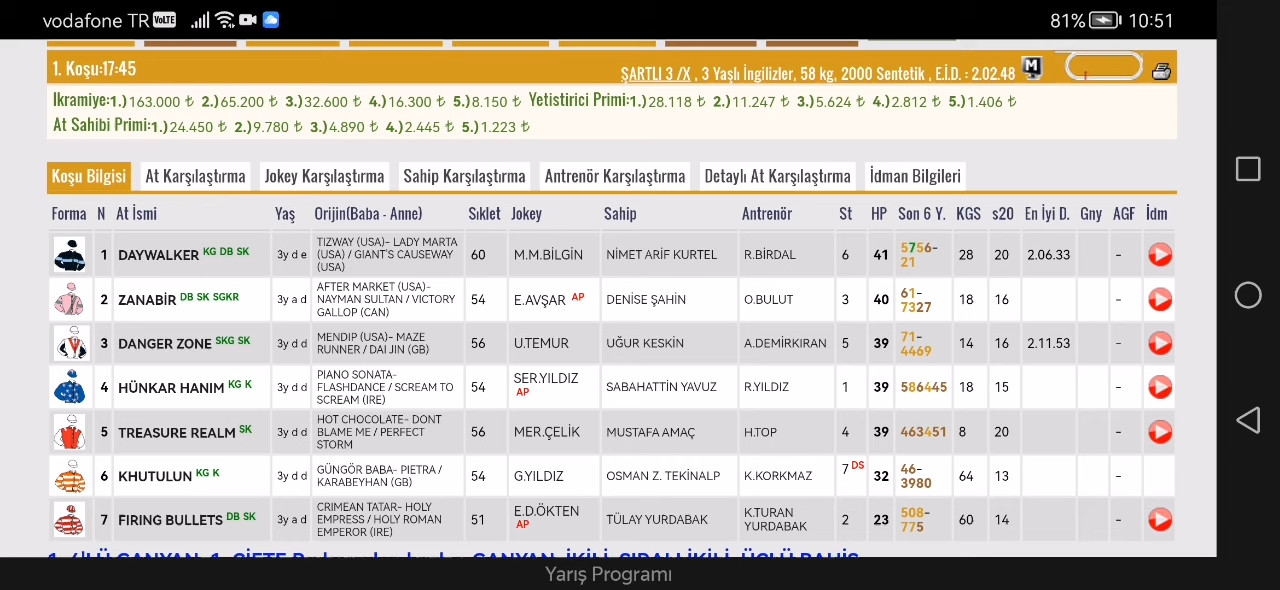 vodafone TR VoLTE 81% 10:51
1. Koşu:17:45
ŞARTLI 3 /X , 3 Yaşlı İngilizler, 58 kg, 2000 Sentetik , E.İ.D. : 2.02.48
Ikramiye:1.)163.000 ₺ 2.)65.200 ₺ 3.)32.600 ₺ 4.)16.300 ₺ 5.)8.150 ₺ Yetistirici Primi:1.)28.118 ₺ 2.)11.247 ₺ 3.)5.624 ₺ 4.)2.812 ₺ 5.)1.406 ₺
At Sahibi Primi:1.)24.450 ₺ 2.)9.780 ₺ 3.)4.890 ₺ 4.)2.445 ₺ 5.)1.223 ₺
Koşu Bilgisi At Karşılaştırma Jokey Karşılaştırma Sahip Karşılaştırma Antrenör Karşılaştırma Detaylı At Karşılaştırma İdman Bilgileri
Forma N At İsmi Yaş Orijin(Baba - Anne) Sıklet Jokey Sahip Antrenör St HP Son 6 Y. KGS s20 En İyi D. Gny AGF İdm
1 DAYWALKER KG DB SK 3y d e TIZWAY (USA)- LADY MARTA (USA) / GIANT'S CAUSEWAY (USA) 60 M.M.BİLGİN NİMET ARİF KURTEL R.BİRDAL 6 41 5756-21 28 20 2.06.33 -
2 ZANABİR DB SK SGKR 3y a d AFTER MARKET (USA)- NAYMAN SULTAN / VICTORY GALLOP (CAN) 54 E.AVŞAR AP DENİSE ŞAHİN O.BULUT 3 40 61-7327 18 16 -
3 DANGER ZONE SKG SK 3y d d MENDIP (USA)- MAZE RUNNER / DAI JIN (GB) 56 U.TEMUR UĞUR KESKİN A.DEMİRKIRAN 5 39 71-4469 14 16 2.11.53 -
4 HÜNKAR HANIM KG K 3y d d PIANO SONATA- FLASHDANCE / SCREAM TO SCREAM (IRE) 54 SER.YILDIZ AP SABAHATTİN YAVUZ R.YILDIZ 1 39 586445 18 15 -
5 TREASURE REALM SK 3y d d HOT CHOCOLATE- DONT BLAME ME / PERFECT STORM 56 MER.ÇELİK MUSTAFA AMAÇ H.TOP 4 39 463451 8 20 -
6 KHUTULUN KG K 3y d d GÜNGÖR BABA- PIETRA / KARABEYHAN (GB) 54 G.YILDIZ OSMAN Z. TEKİNALP K.KORKMAZ 7 DS 32 46-3980 64 13 -
7 FIRING BULLETS DB SK 3y a d CRIMEAN TATAR- HOLY EMPRESS / HOLY ROMAN EMPEROR (IRE) 51 E.D.ÖKTEN AP TÜLAY YURDABAK K.TURAN YURDABAK 2 23 508-775 60 14 -
Yarış Programı